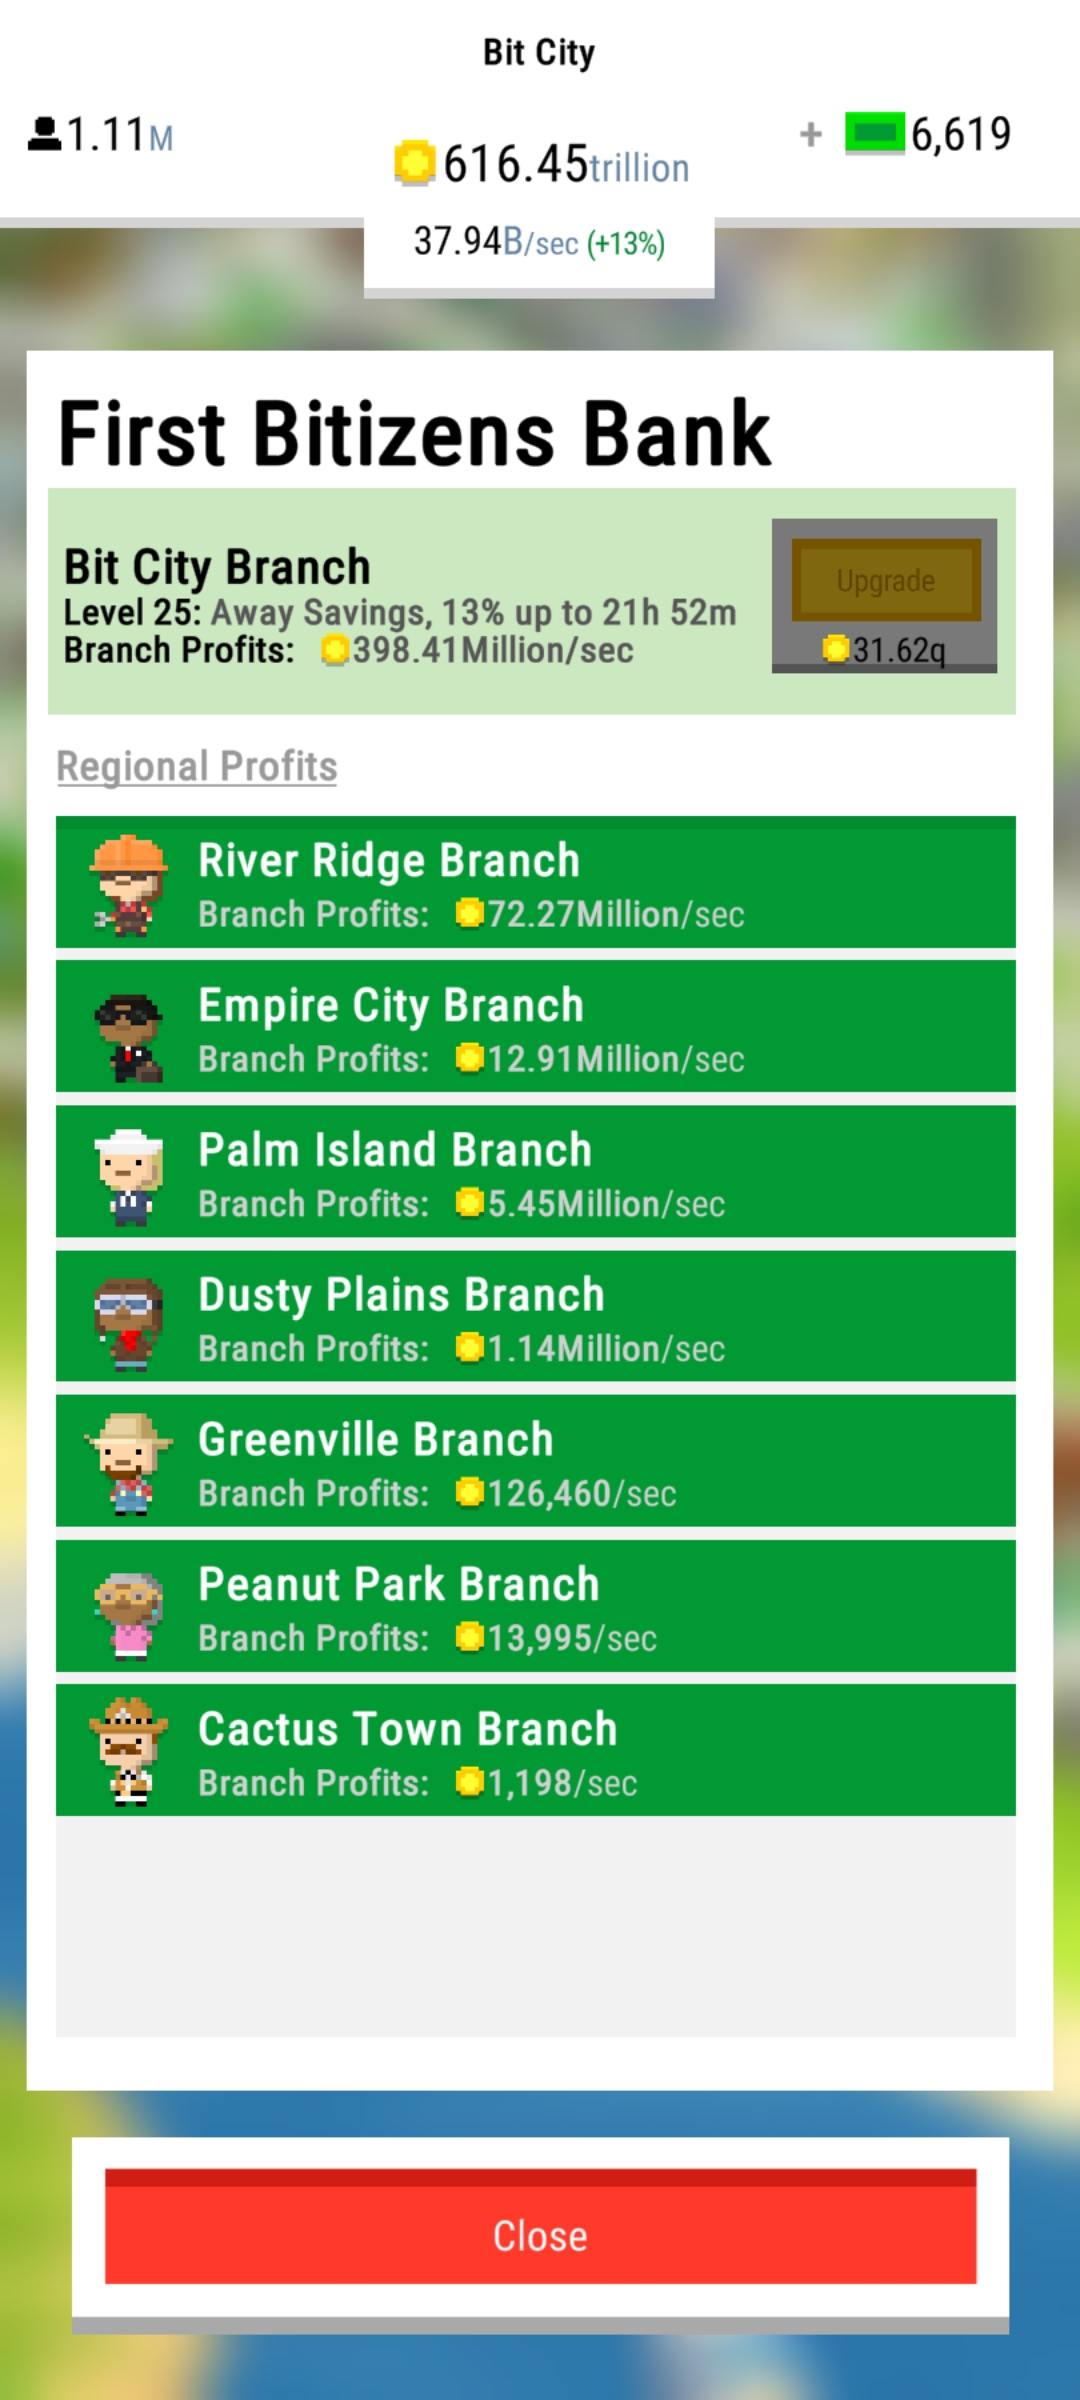 Bit City
1.11M
616.45trillion
+ 6,619
37.94B/sec (+13%)
First Bitizens Bank
Bit City Branch
Level 25: Away Savings, 13% up to 21h 52m
Branch Profits: 398.41Million/sec
Upgrade
31.62q
Regional Profits
River Ridge Branch
Branch Profits: 72.27Million/sec
Empire City Branch
Branch Profits: 12.91Million/sec
Palm Island Branch
Branch Profits: 5.45Million/sec
Dusty Plains Branch
Branch Profits: 1.14Million/sec
Greenville Branch
Branch Profits: 126,460/sec
Peanut Park Branch
Branch Profits: 13,995/sec
Cactus Town Branch
Branch Profits: 1,198/sec
Close